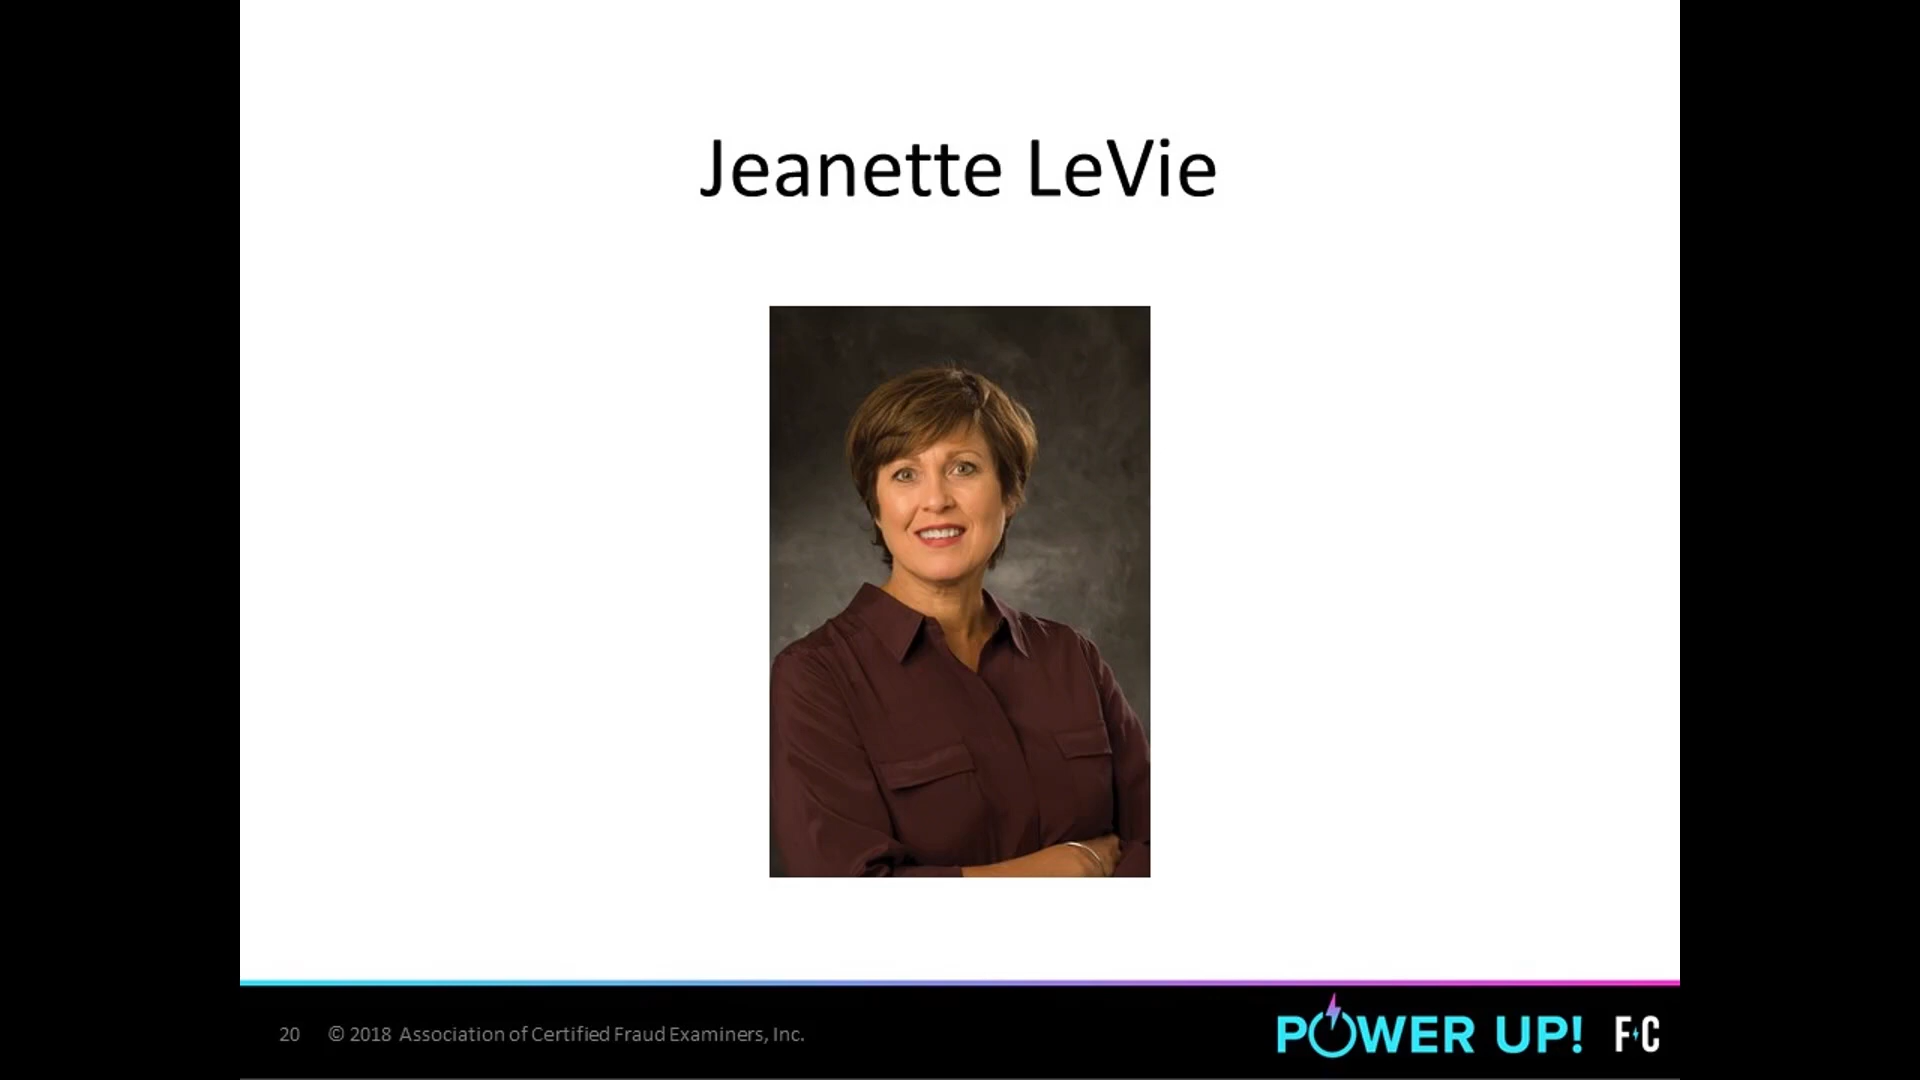 Jeanette LeVie
20 © 2018 Association of Certified Fraud Examiners, Inc.
POWER UP! F C